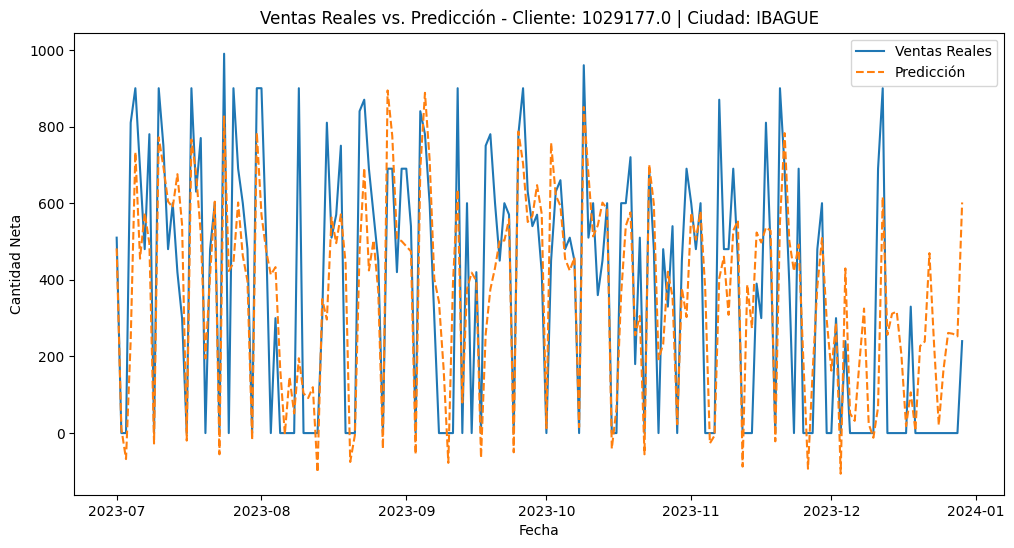 Ventas Reales vs. Predicción - Cliente: 1029177.0 | Ciudad: IBAGUE
Ventas Reales
Predicción
Cantidad Neta
1000
800
600
400
200
0
2023-07
2023-08
2023-09
2023-10
2023-11
2023-12
2024-01
Fecha